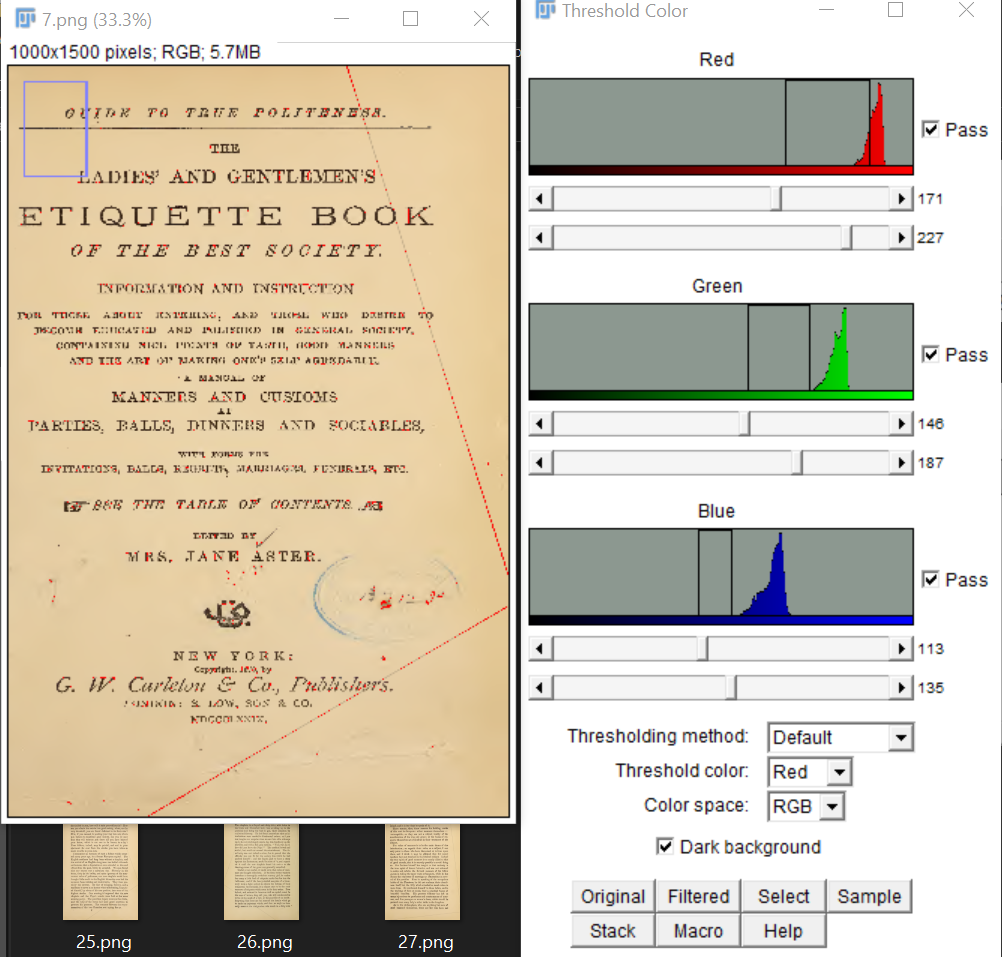 7.png (33.3%)
1000x1500 pixels; RGB; 5.7MB
GUIDE TO TRUE POLITENESS.
THE
LADIES' AND GENTLEMEN'S
ETIQUETTE BOOK
OF THE BEST SOCIETY.
INFORMATION AND INSTRUCTION
FOR THOSE ABOUT ENTERING, AND THOSE WHO DESIRE TO
BECOME EDUCATED AND POLISHED IN GENERAL SOCIETY,
CONTAINING NICE POINTS OF TASTE, GOOD MANNERS
AND THE ART OF MAKING ONE'S SELF AGREEABLE.
A MANUAL OF
MANNERS AND CUSTOMS
AT
PARTIES, BALLS, DINNERS AND SOCIABLES,
WITH FORMS FOR
INVITATIONS, BALLS, REGRETS, MARRIAGES, FUNERALS, ETC.
SEE THE TABLE OF CONTENTS.
EDITED BY
MRS. JANE ASTER.
NEW YORK:
by
G. W. Carleton & Co., Publishers.
LONDON: S. LOW, SON & CO.
25.png
26.png
27.png
Threshold Color
Red
Pass
171
227
Green
Pass
146
187
Blue
Pass
113
135
Thresholding method: Default
Threshold color: Red
Color space: RGB
Dark background
Original Filtered Select Sample
Stack Macro Help